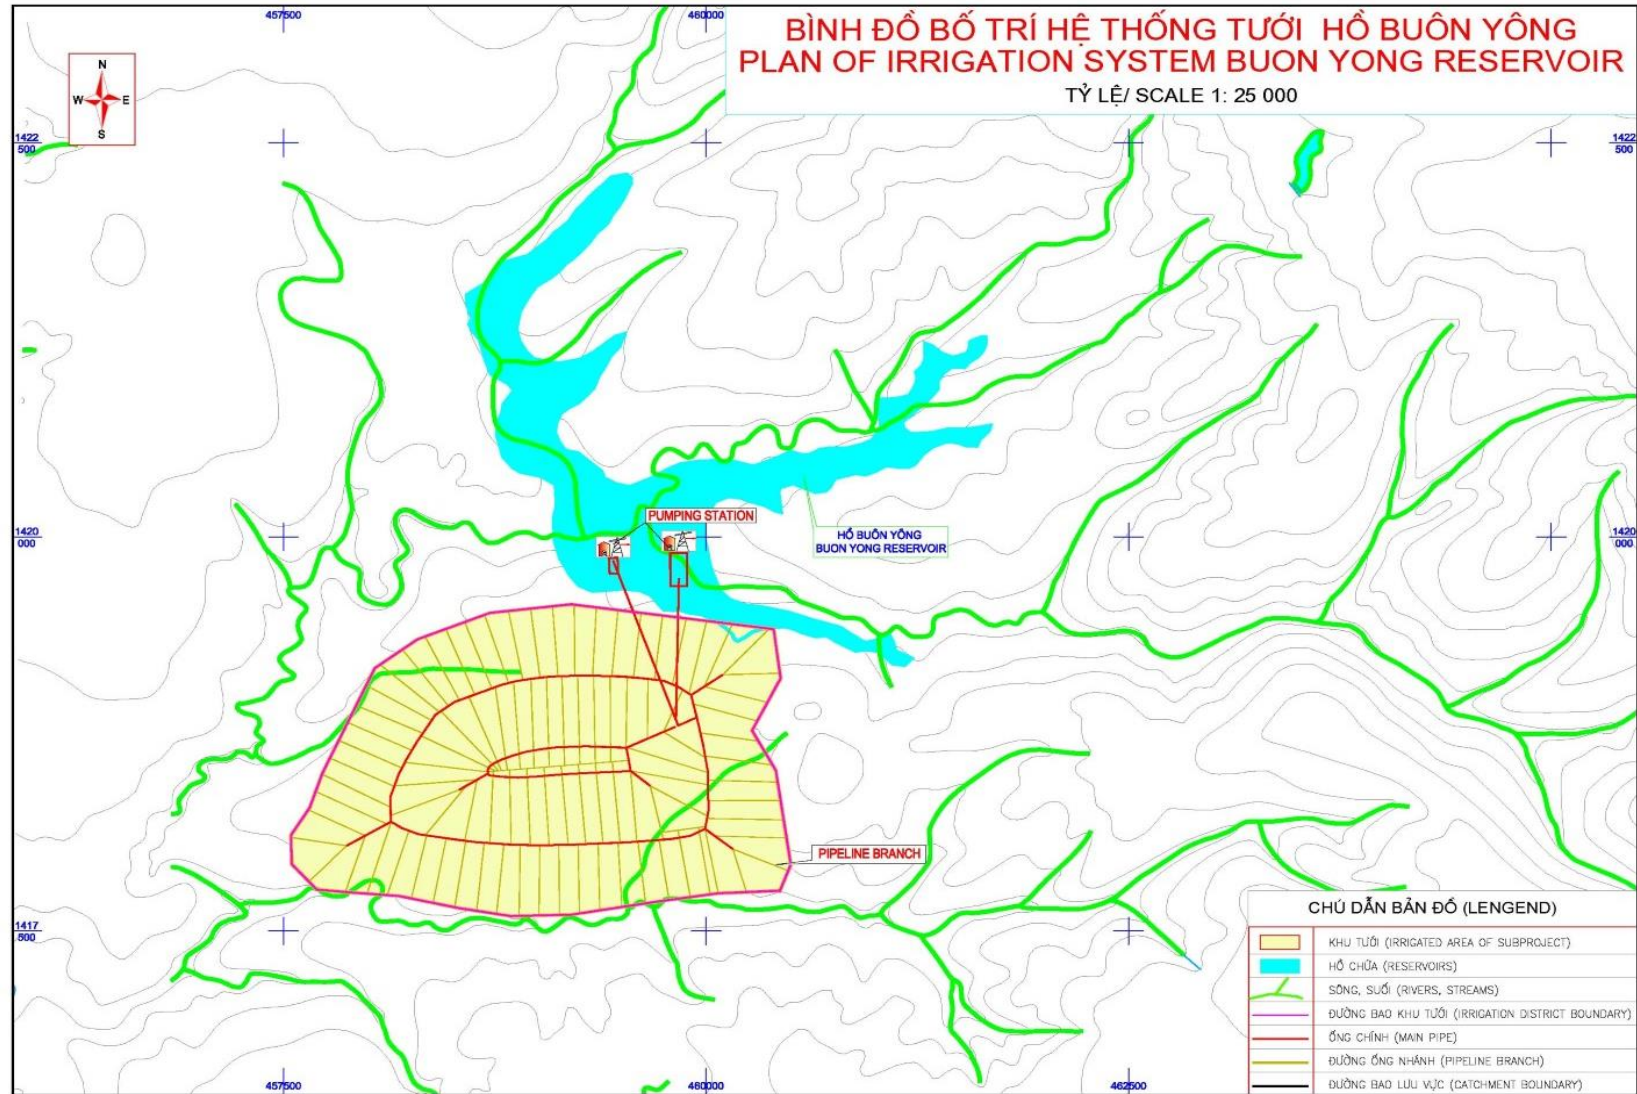 457500
460000
BÌNH ĐỒ BỐ TRÍ HỆ THỐNG TƯỚI HỒ BUÔN YÔNG
PLAN OF IRRIGATION SYSTEM BUON YONG RESERVOIR
TỶ LỆ/ SCALE 1: 25 000
N
W
E
S
1422
500
1422
500
PUMPING STATION
HỒ BUÔN YÔNG
BUON YONG RESERVOIR
1420
000
1420
000
PIPELINE BRANCH
1417
500
CHÚ DẪN BẢN ĐỒ (LENGEND)
KHU TƯỚI (IRRIGATED AREA OF SUBPROJECT)
HỒ CHỨA (RESERVOIRS)
SÔNG, SUỐI (RIVERS, STREAMS)
ĐƯỜNG BAO KHU TƯỚI (IRRIGATION DISTRICT BOUNDARY)
ỐNG CHÍNH (MAIN PIPE)
ĐƯỜNG ỐNG NHÁNH (PIPELINE BRANCH)
ĐƯỜNG BAO LƯU VỰC (CATCHMENT BOUNDARY)
457500
460000
462500